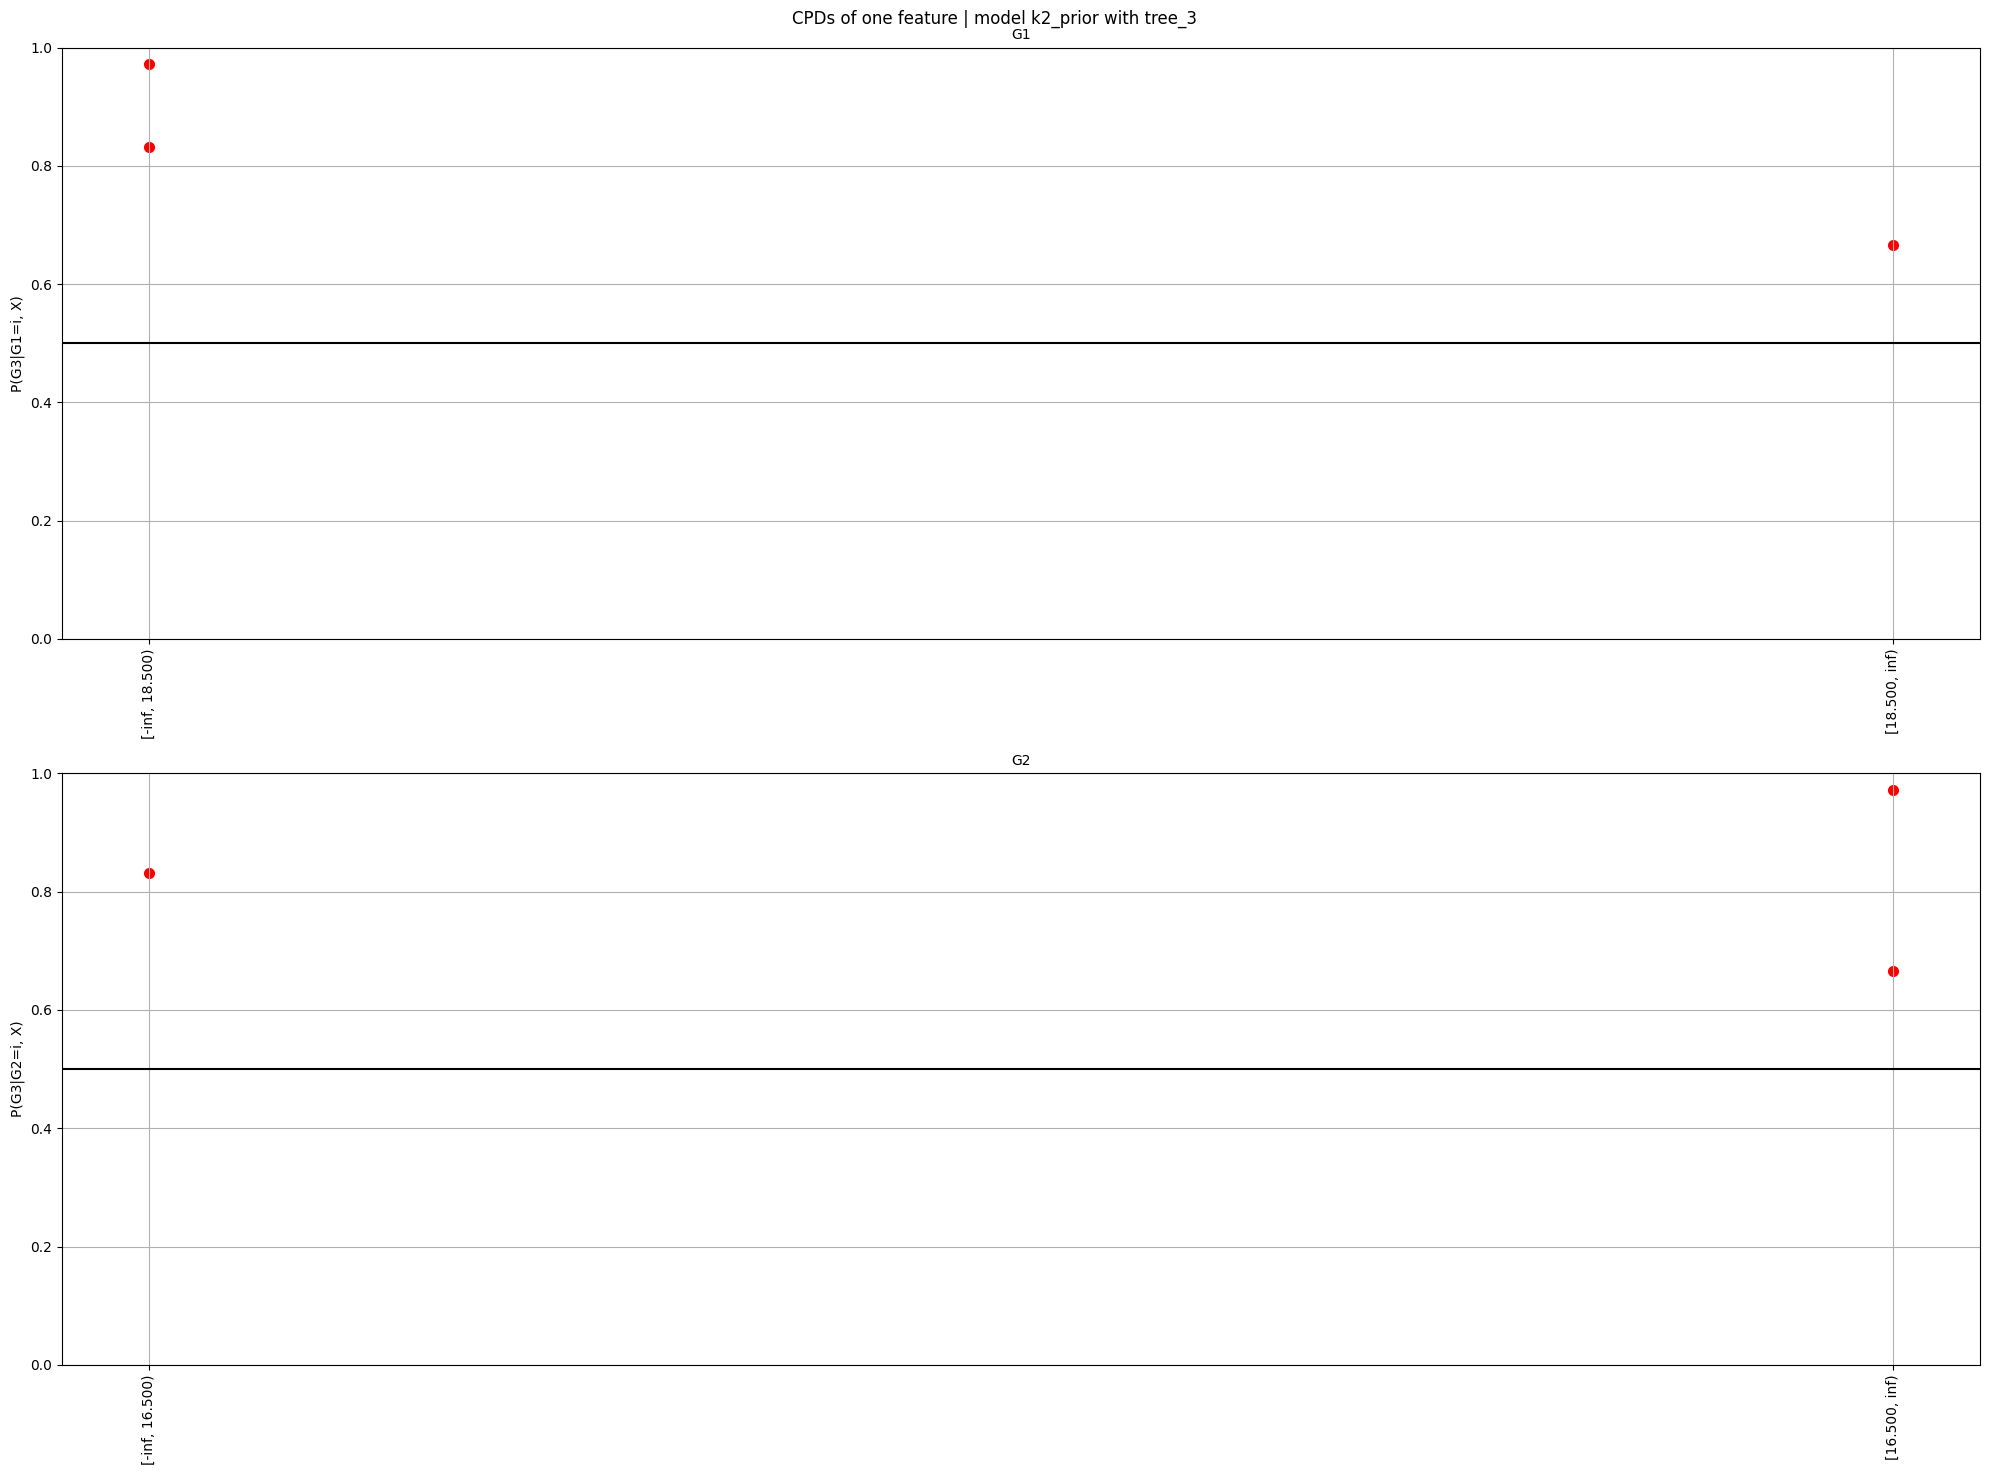 CPDs of one feature | model k2_prior with tree_3
G1
1.0
0.8
0.6
0.4
0.2
0.0
P(G3|G1=i, X)
[-inf, 18.500)
[18.500, inf)
G2
1.0
0.8
0.6
0.4
0.2
0.0
P(G3|G2=i, X)
[-inf, 16.500)
[16.500, inf)